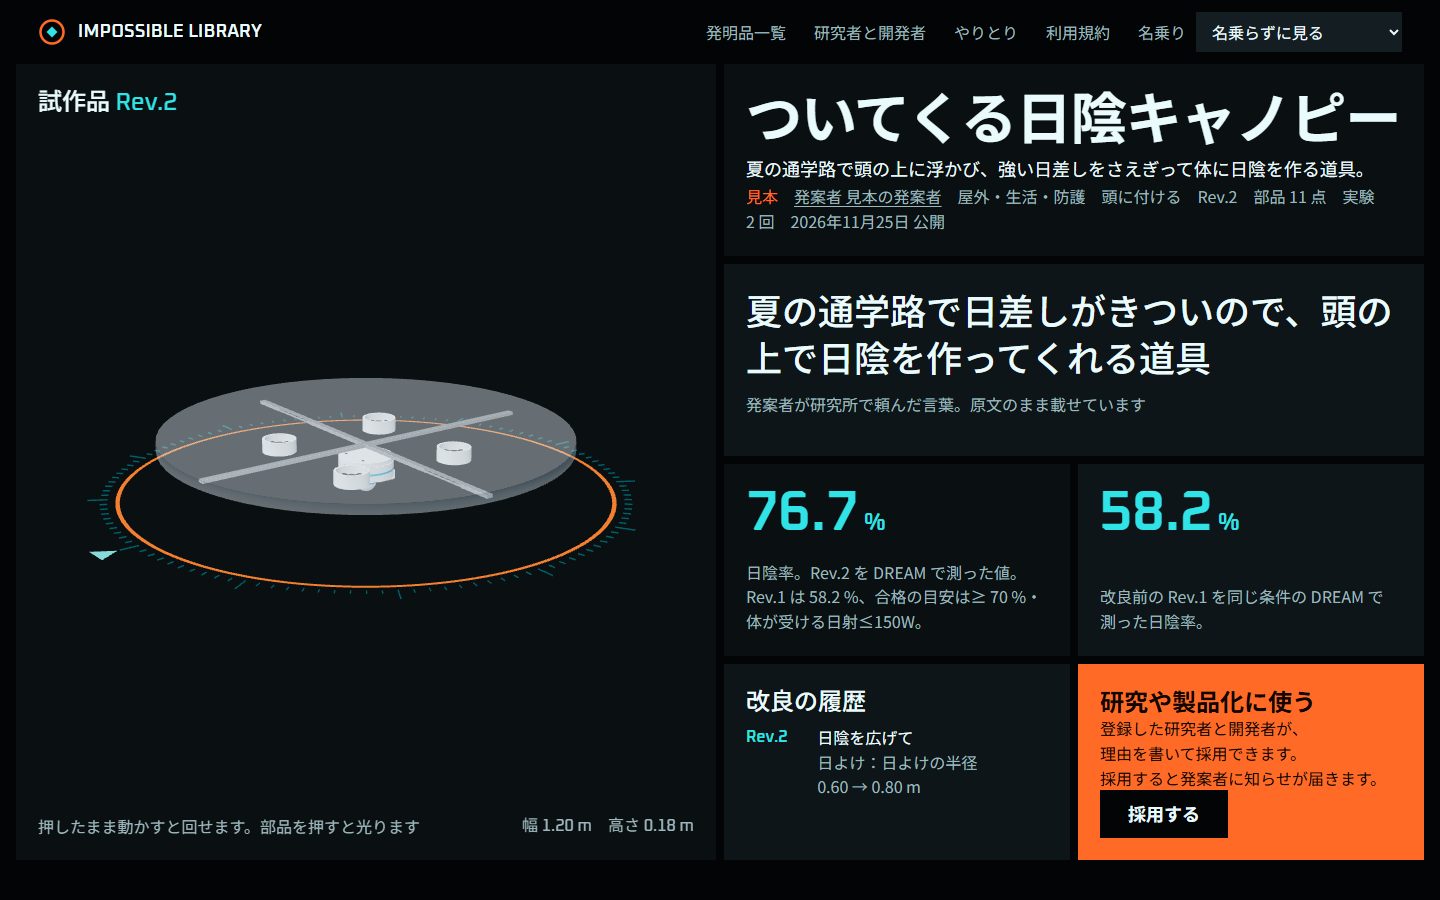 IMPOSSIBLE LIBRARY
発明品一覧 研究者と開発者 やりとり 利用規約 名乗り 名乗らずに見る
試作品 Rev.2
押したまま動かすと回せます。部品を押すと光ります
幅 1.20 m 高さ 0.18 m
ついてくる日陰キャノピー
夏の通学路で頭の上に浮かび、強い日差しをさえぎって体に日陰を作る道具。
見本 発案者 見本の発案者 屋外・生活・防護 頭に付ける Rev.2 部品 11 点 実験
2 回 2026年11月25日 公開
夏の通学路で日差しがきついので、頭の
上で日陰を作ってくれる道具
発案者が研究所で頼んだ言葉。原文のまま載せています
76.7 %
日陰率。Rev.2 を DREAM で測った値。
Rev.1 は 58.2 %、合格の目安は≥ 70 %・
体が受ける日射≤150W。
58.2 %
改良前の Rev.1 を同じ条件の DREAM で
測った日陰率。
改良の履歴
Rev.2 日陰を広げて
日よけ：日よけの半径
0.60 → 0.80 m
研究や製品化に使う
登録した研究者と開発者が、
理由を書いて採用できます。
採用すると発案者に知らせが届きます。
採用する